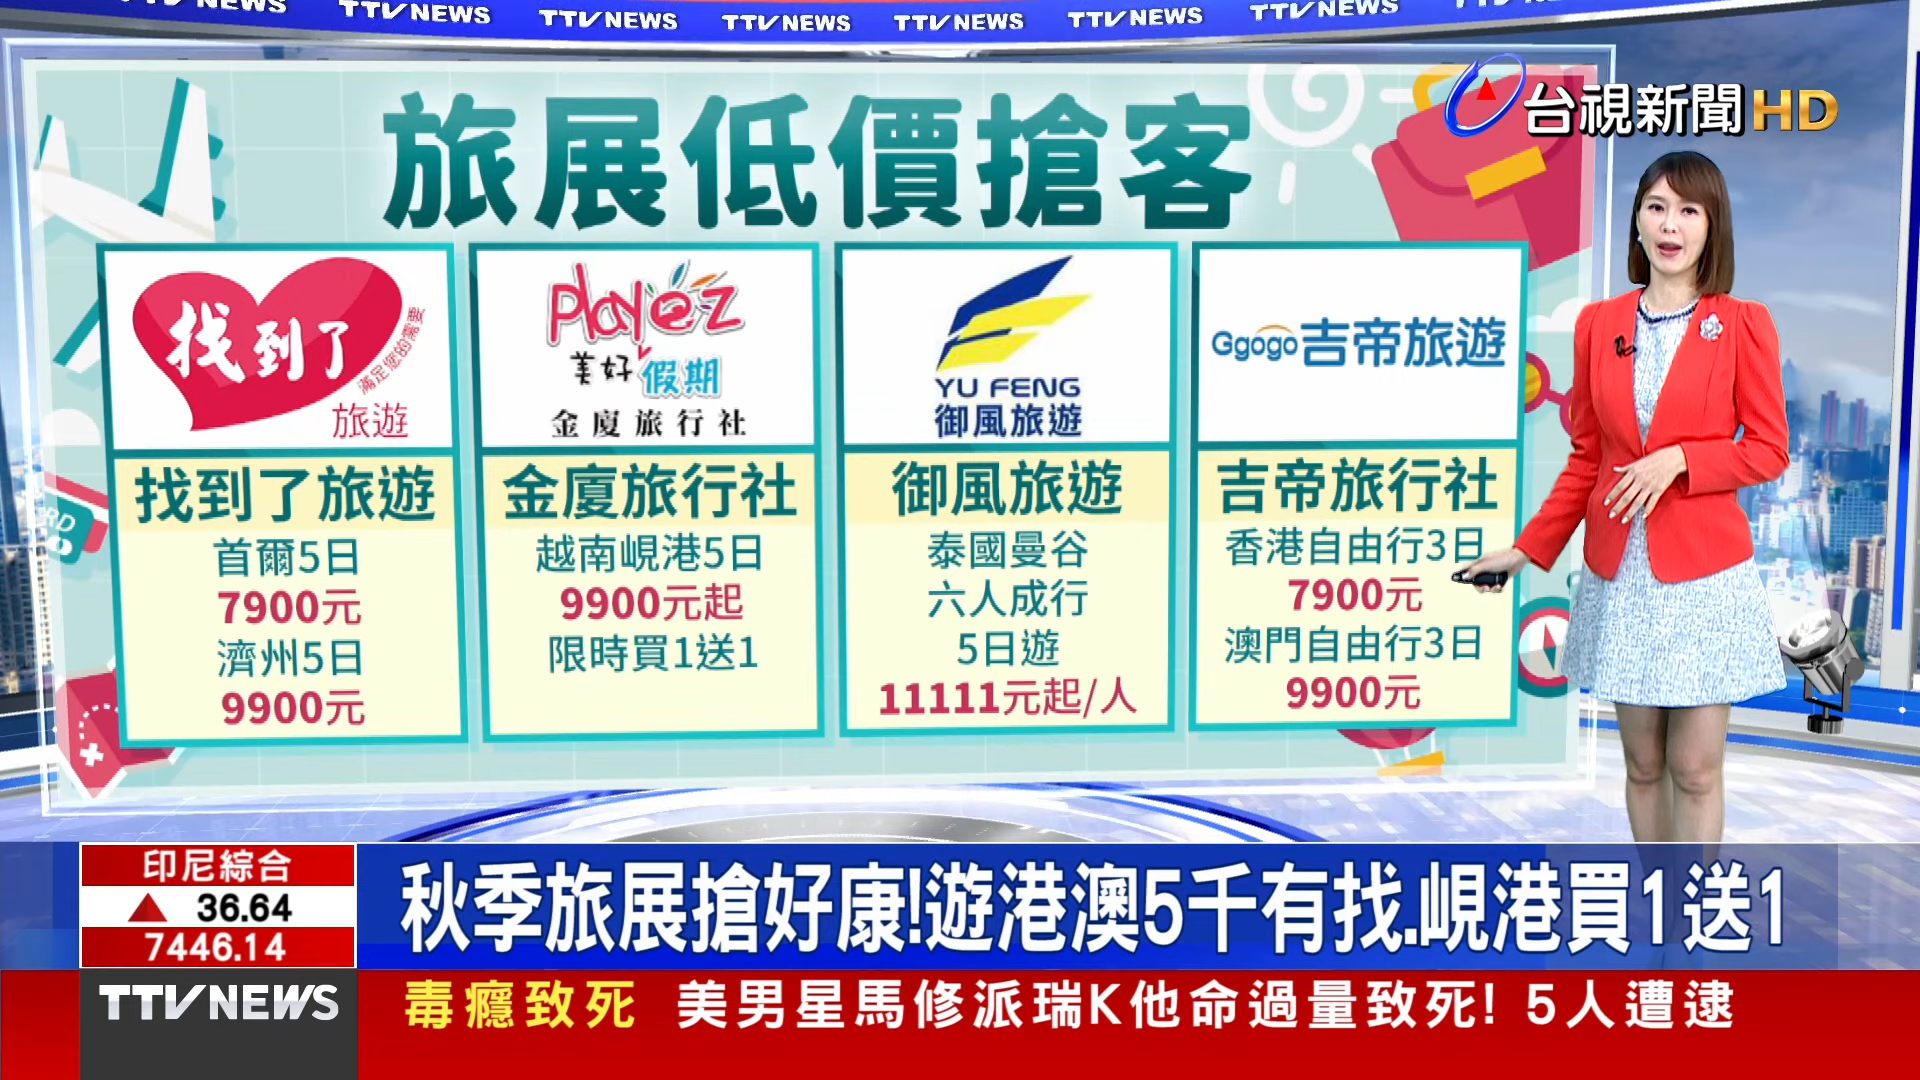 TTV NEWS TTV NEWS TTV NEWS TTV NEWS TTV NEWS TTV NEWS
台視新聞HD
旅展低價搶客
找到了
滿足您的需要
旅遊
Playez
美好假期
金廈旅行社
YU FENG
御風旅遊
Ggogo吉帝旅遊
找到了旅遊
首爾5日
7900元
濟州5日
9900元
金廈旅行社
越南峴港5日
9900元起
限時買1送1
御風旅遊
泰國曼谷
六人成行
5日遊
11111元起/人
吉帝旅行社
香港自由行3日
7900元
澳門自由行3日
9900元
印尼綜合
▲ 36.64
7446.14
秋季旅展搶好康!遊港澳5千有找.峴港買1送1
TTV NEWS
毒癮致死 美男星馬修派瑞K他命過量致死! 5人遭逮